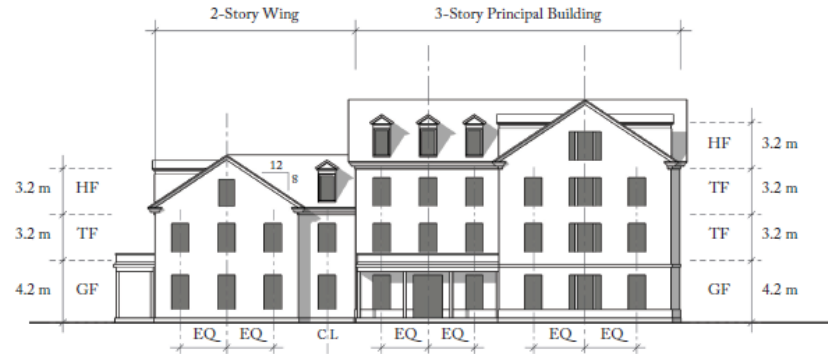 2-Story Wing 3-Story Principal Building
12
8
HF 3.2 m
3.2 m HF
TF 3.2 m
3.2 m TF
TF 3.2 m
4.2 m GF
GF 4.2 m
EQ EQ CL EQ EQ EQ EQ